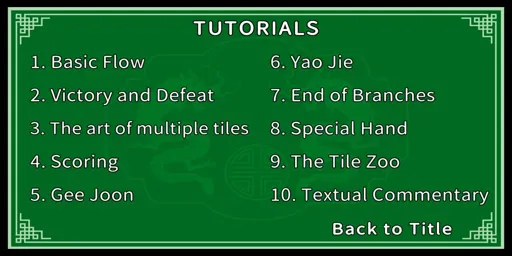 TUTORIALS
1. Basic Flow
2. Victory and Defeat
3. The art of multiple tiles
4. Scoring
5. Gee Joon
6. Yao Jie
7. End of Branches
8. Special Hand
9. The Tile Zoo
10. Textual Commentary
Back to Title